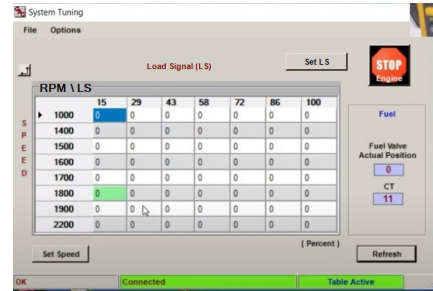 System Tuning
File Options
Load Signal (LS)
Set LS
STOP
Engine
RPM \ LS
15 29 43 58 72 86 100
1000 0 0 0 0 0 0 0
1400 0 0 0 0 0 0 0
1500 0 0 0 0 0 0 0
1600 0 0 0 0 0 0 0
1700 0 0 0 0 0 0 0
1800 0 0 0 0 0 0 0
1900 0 0 0 0 0 0 0
2200 0 0 0 0 0 0 0
SPEED
( Percent )
Set Speed
Fuel
Fuel Valve
Actual Position
0
CT
11
Refresh
OK Connected Table Active